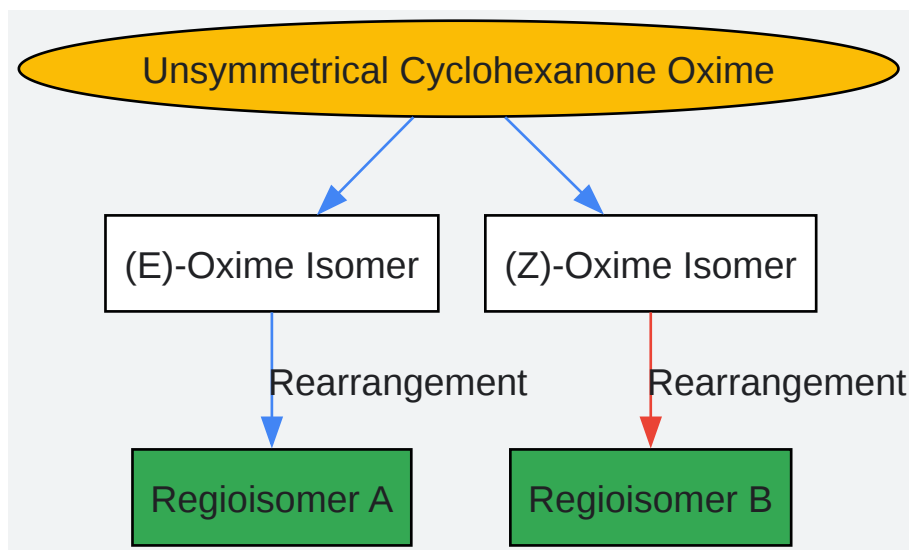 Unsymmetrical Cyclohexanone Oxime
(E)-Oxime Isomer
(Z)-Oxime Isomer
Rearrangement
Rearrangement
Regioisomer A
Regioisomer B